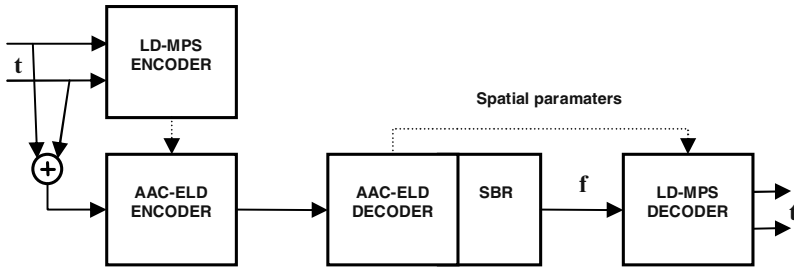 LD-MPS
ENCODER
t
Spatial paramaters
+
AAC-ELD
ENCODER
AAC-ELD
DECODER
SBR
f
LD-MPS
DECODER
t